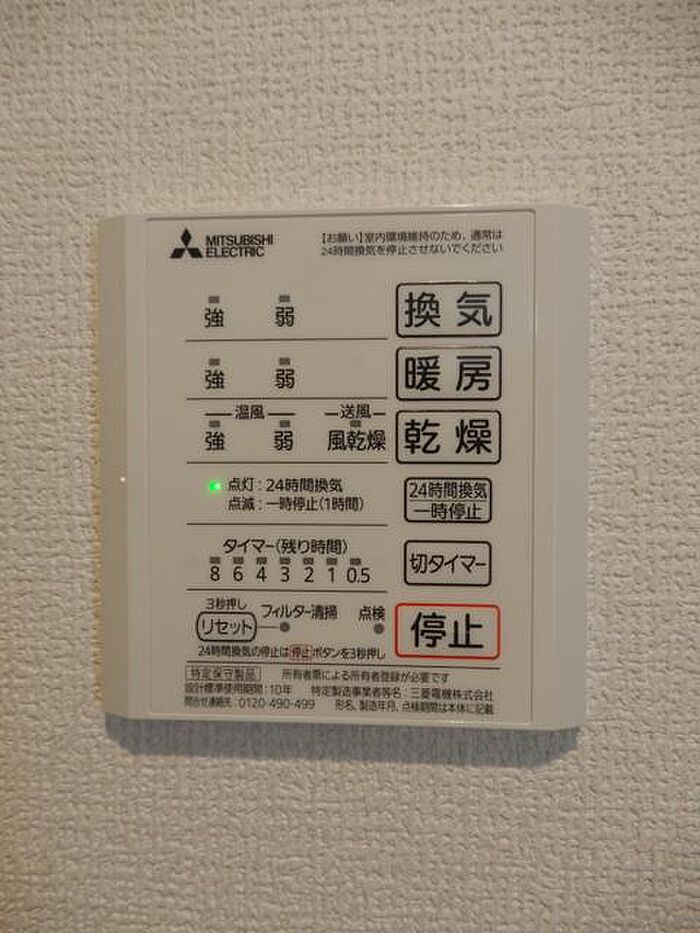 MITSUBISHI
ELECTRIC
【お願い】室内環境維持のため、通常は
24時間換気を停止させないでください
強 弱 換気
強 弱 暖房
温風 送風
強 弱 風乾燥 乾燥
点灯：24時間換気
点滅：一時停止(1時間)
24時間換気
一時停止
タイマー(残り時間)
8 6 4 3 2 1 0.5
切タイマー
3秒押し
リセット フィルター清掃 点検
停止
24時間換気の停止は停止ボタンを3秒押し
特定保守製品 所有者票による所有者登録が必要です
設計標準使用期間：10年 特定製造事業者等名：三菱電機株式会社
問合せ連絡先：0120-490-499 形名、製造年月、点検期間は本体に記載